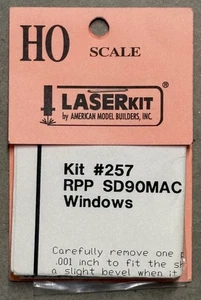 HO
SCALE
LASERKIT
by AMERICAN MODEL BUILDERS, INC.
Kit #257
RPP SD90MAC
Windows
Carefully remove one
.001 inch to fit the
a slight bevel when it